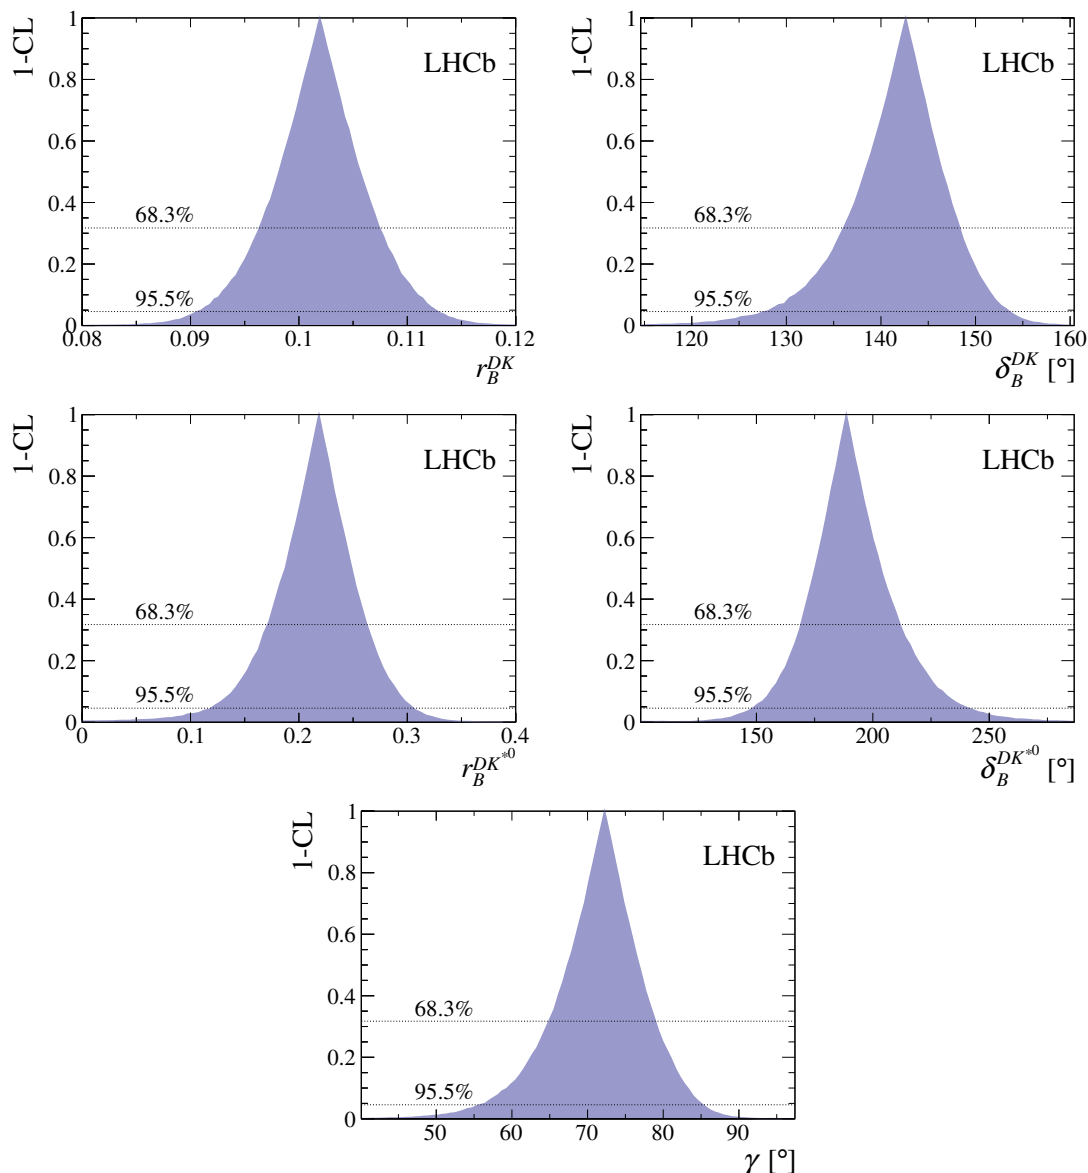 1-CL
1
0.8
0.6
0.4
0.2
0
LHCb
68.3%
95.5%
0.08 0.09 0.1 0.11 0.12
r_B^{DK}
1-CL
1
0.8
0.6
0.4
0.2
0
LHCb
68.3%
95.5%
120 130 140 150 160
δ_B^{DK} [°]
1-CL
1
0.8
0.6
0.4
0.2
0
LHCb
68.3%
95.5%
0 0.1 0.2 0.3 0.4
r_B^{DK*0}
1-CL
1
0.8
0.6
0.4
0.2
0
LHCb
68.3%
95.5%
150 200 250
δ_B^{DK*0} [°]
1-CL
1
0.8
0.6
0.4
0.2
0
LHCb
68.3%
95.5%
50 60 70 80 90
γ [°]